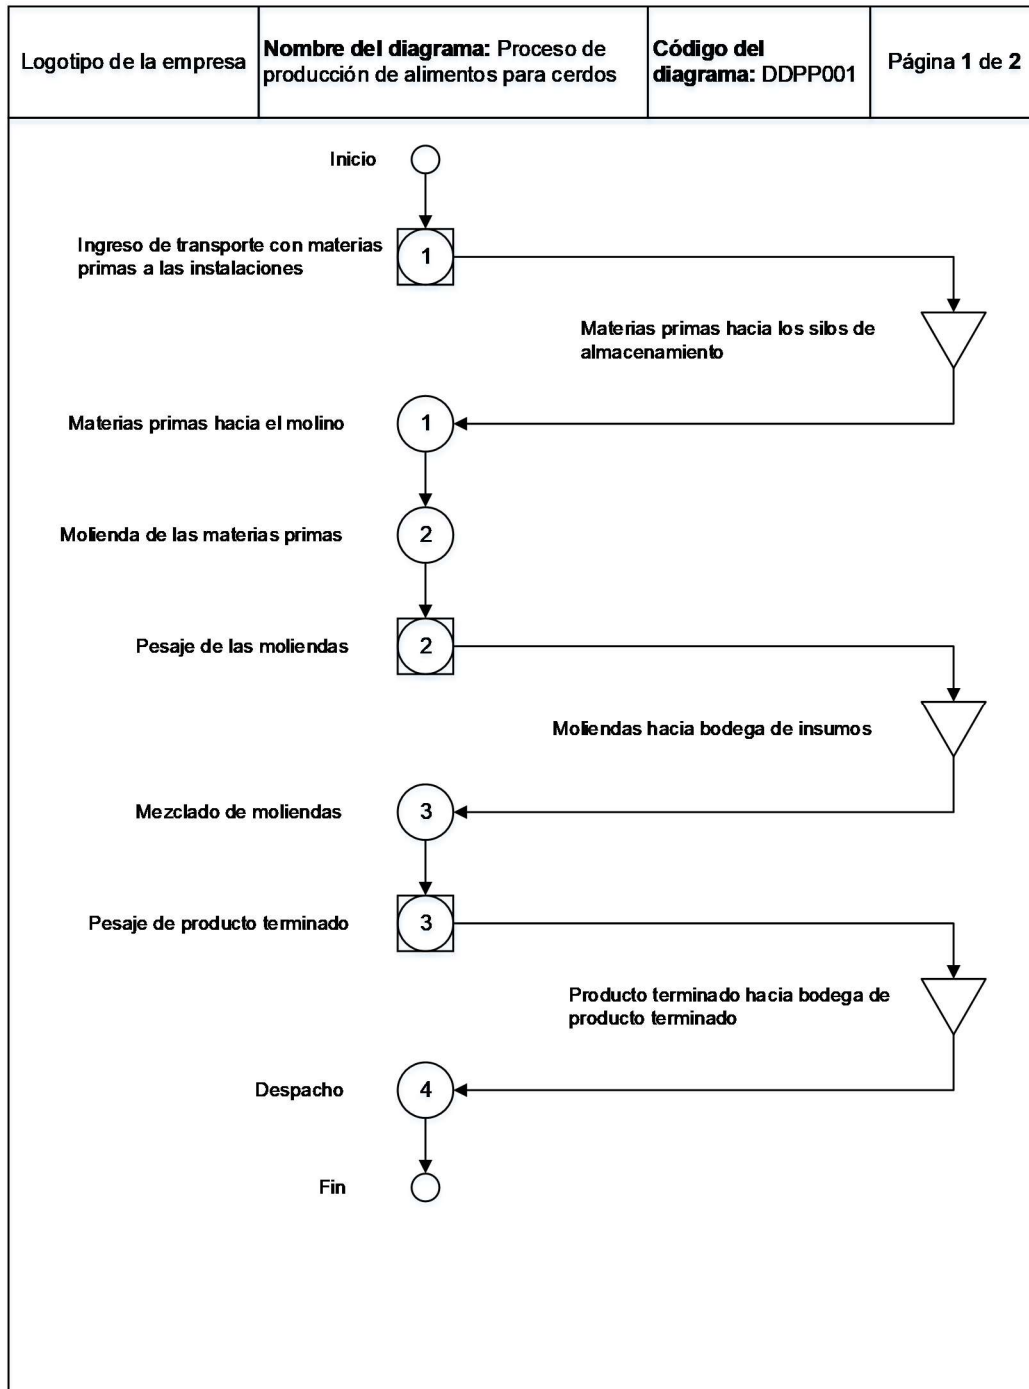 Logotipo de la empresa
Nombre del diagrama: Proceso de
producción de alimentos para cerdos
Código del
diagrama: DDPP001
Página 1 de 2
Inicio
Ingreso de transporte con materias
primas a las instalaciones
1
Materias primas hacia los silos de
almacenamiento
Materias primas hacia el molino
1
Molienda de las materias primas
2
Pesaje de las moliendas
2
Moliendas hacia bodega de insumos
Mezclado de moliendas
3
Pesaje de producto terminado
3
Producto terminado hacia bodega de
producto terminado
Despacho
4
Fin